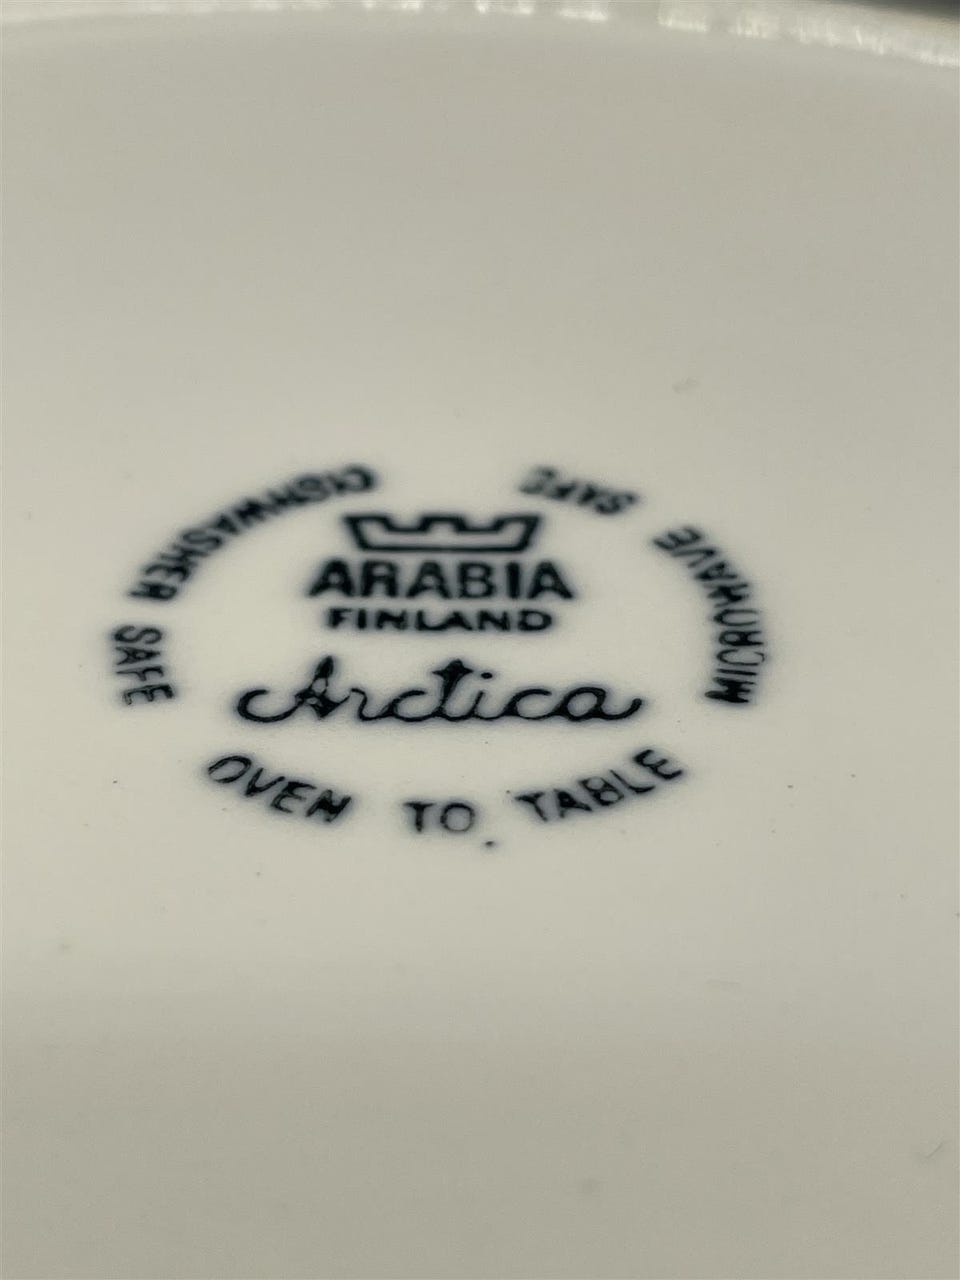 ARABIA
FINLAND
Arctica
DISHWASHER SAFE
OVEN TO TABLE
MICROWAVE SAFE